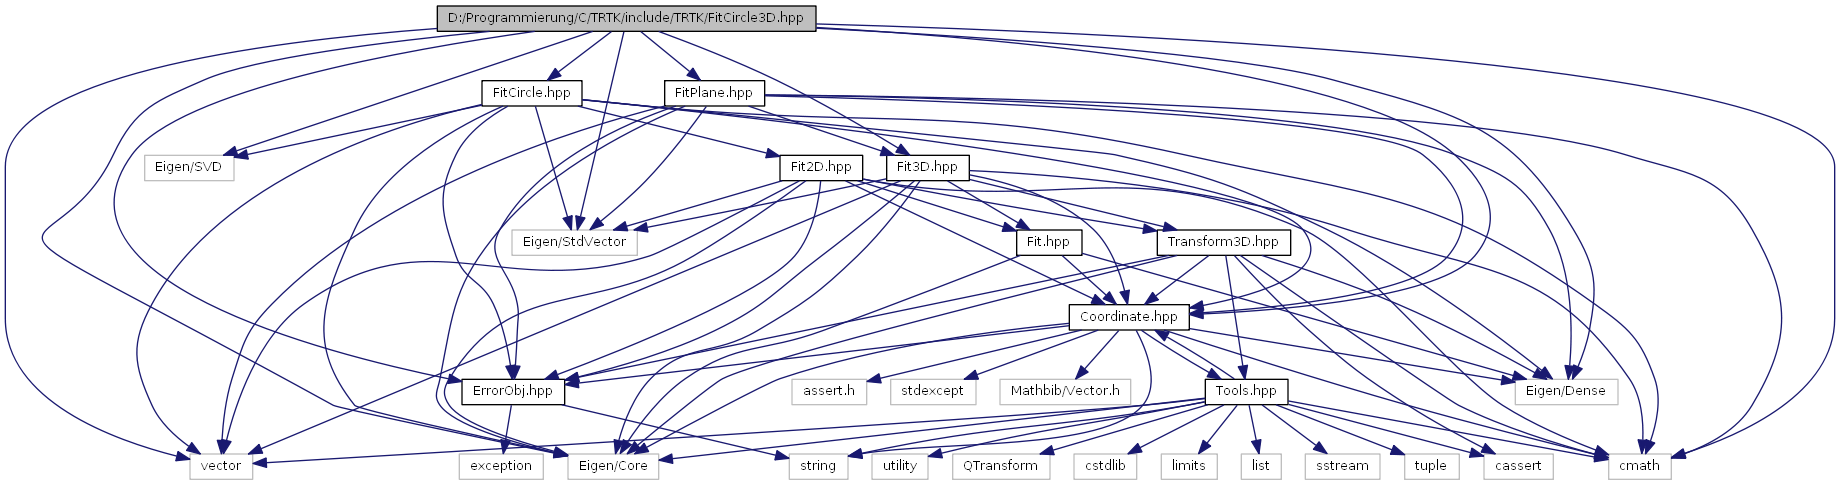 D:/Programmierung/C/TRTK/include/TRTK/FitCircle3D.hpp
FitCircle.hpp
FitPlane.hpp
Eigen/SVD
Fit2D.hpp
Fit3D.hpp
Eigen/StdVector
Fit.hpp
Transform3D.hpp
Coordinate.hpp
ErrorObj.hpp
assert.h
stdexcept
Mathbib/Vector.h
Tools.hpp
Eigen/Dense
vector
exception
Eigen/Core
string
utility
QTransform
cstdlib
limits
list
sstream
tuple
cassert
cmath